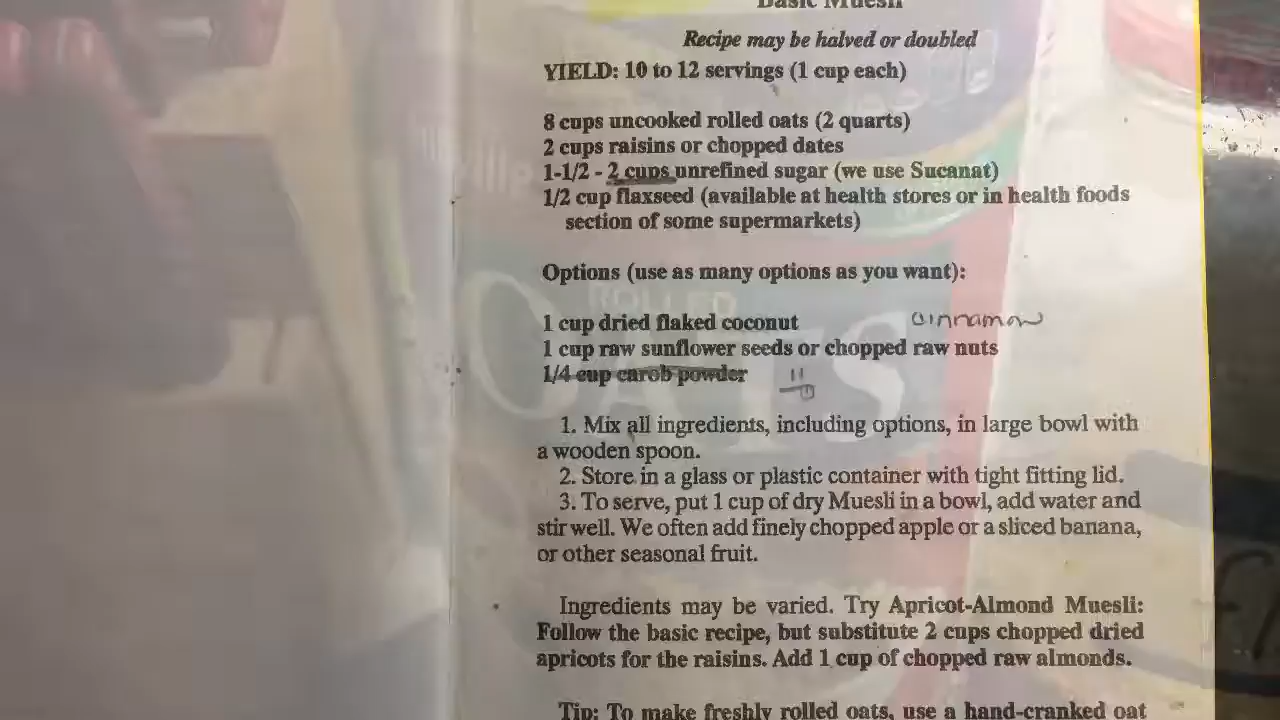 Basic Muesli
Recipe may be halved or doubled
YIELD: 10 to 12 servings (1 cup each)
8 cups uncooked rolled oats (2 quarts)
2 cups raisins or chopped dates
1-1/2 - 2 cups unrefined sugar (we use Sucanat)
1/2 cup flaxseed (available at health stores or in health foods
section of some supermarkets)
Options (use as many options as you want):
1 cup dried flaked coconut cinnamon
1 cup raw sunflower seeds or chopped raw nuts
1/4 cup carob powder
1. Mix all ingredients, including options, in large bowl with
a wooden spoon.
2. Store in a glass or plastic container with tight fitting lid.
3. To serve, put 1 cup of dry Muesli in a bowl, add water and
stir well. We often add finely chopped apple or a sliced banana,
or other seasonal fruit.
Ingredients may be varied. Try Apricot-Almond Muesli:
Follow the basic recipe, but substitute 2 cups chopped dried
apricots for the raisins. Add 1 cup of chopped raw almonds.
Tip: To make freshly rolled oats, use a hand-cranked oat
ROLLED
OATS